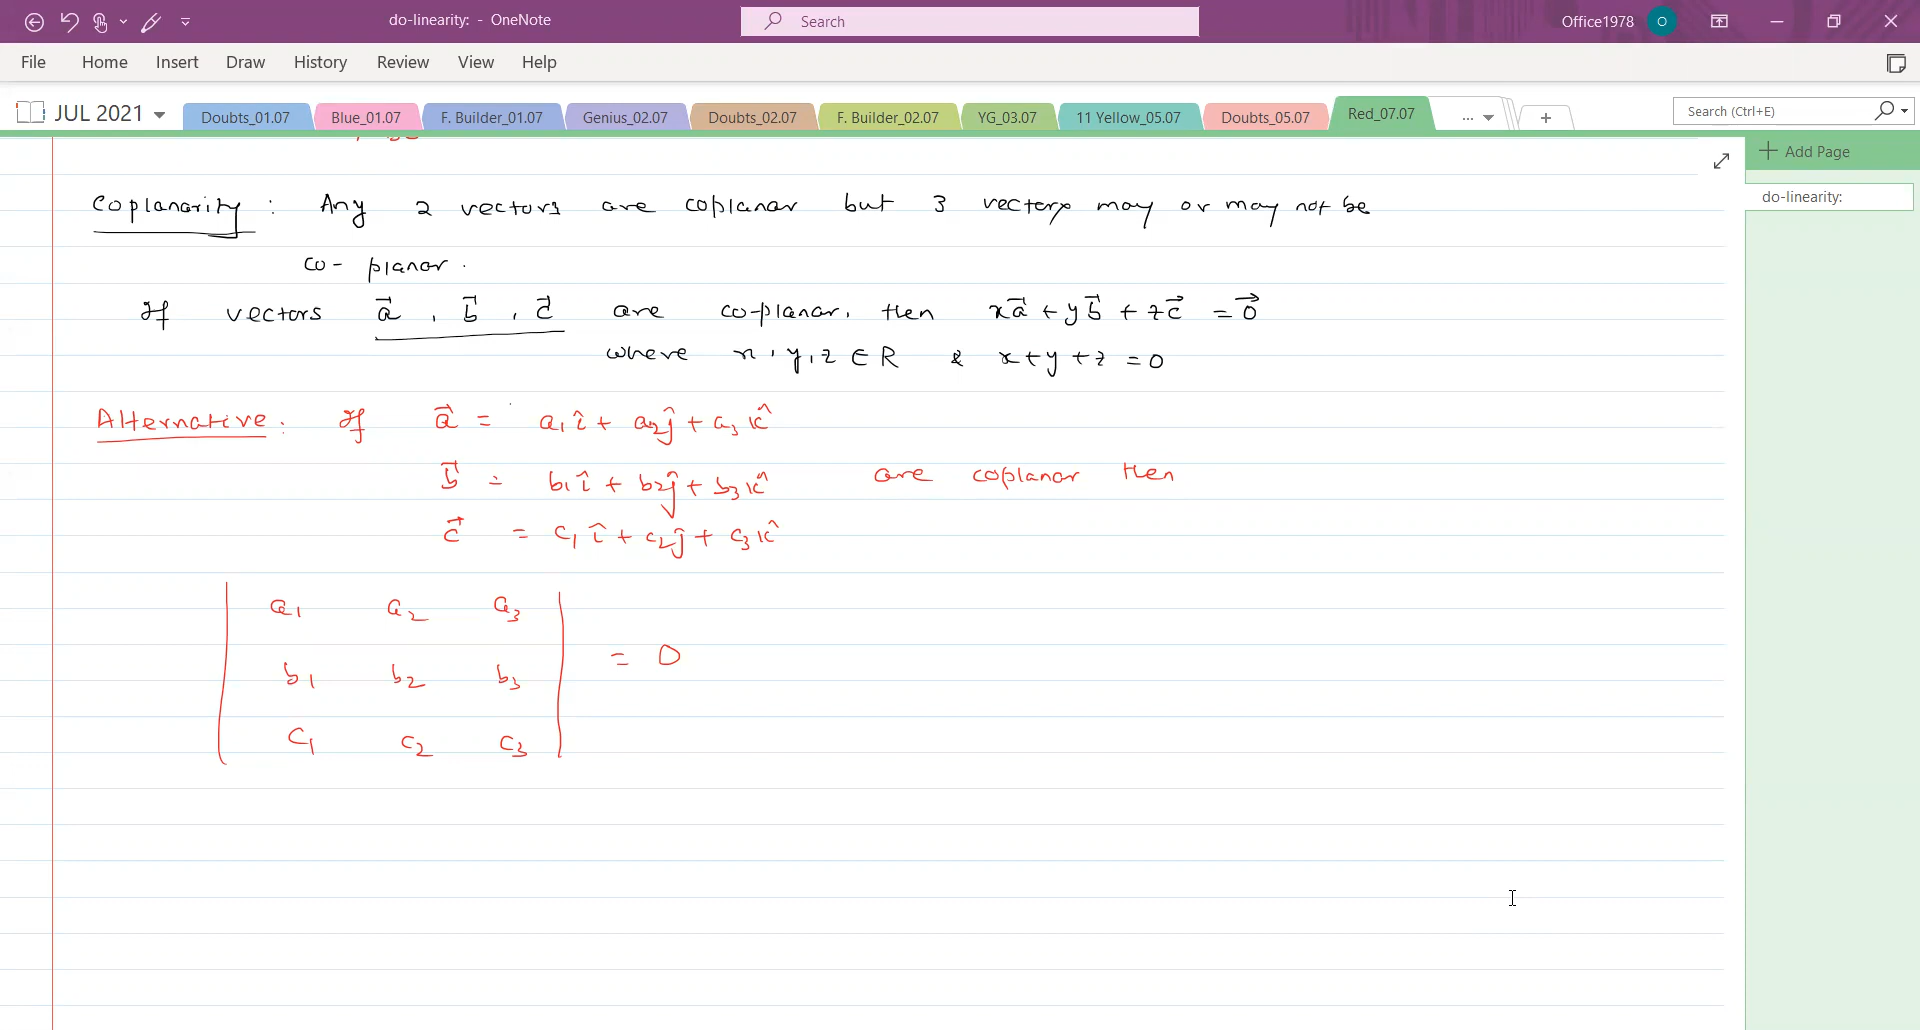 do-linearity: - OneNote
Search
Office1978
O
File Home Insert Draw History Review View Help
JUL 2021
Doubts_01.07
Blue_01.07
F. Builder_01.07
Genius_02.07
Doubts_02.07
F. Builder_02.07
YG_03.07
11 Yellow_05.07
Doubts_05.07
Red_07.07
...
+
Search (Ctrl+E)
Add Page
do-linearity:
Coplanarity : Any 2 vectors are coplanar but 3 vectors may or may not be
co-planar.
If vectors a⃗, b⃗, c⃗ are co-planar, then xa⃗ + yb⃗ + zc⃗ = 0⃗
where x, y, z ∈ R & x + y + z = 0
Alternative : If a⃗ = a₁î + a₂ĵ + a₃k̂
b⃗ = b₁î + b₂ĵ + b₃k̂ are coplanar then
c⃗ = c₁î + c₂ĵ + c₃k̂
| a₁ a₂ a₃ |
| b₁ b₂ b₃ | = 0
| c₁ c₂ c₃ |